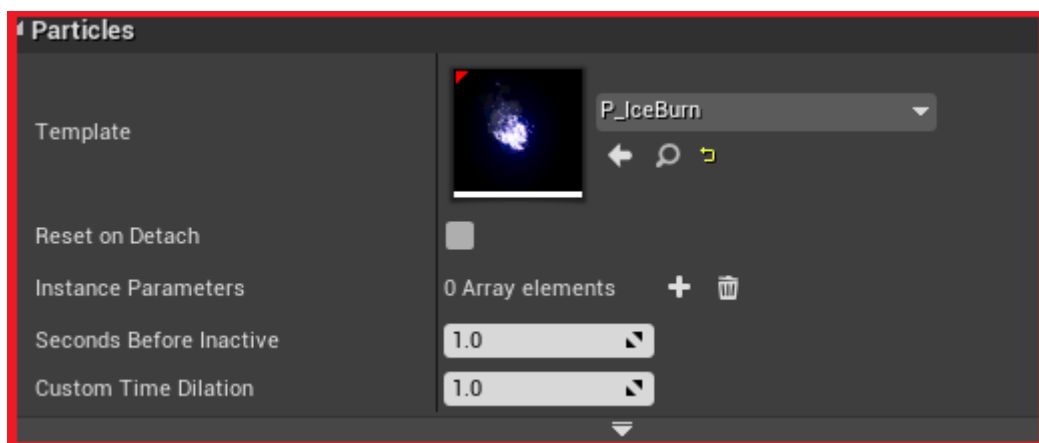 Particles
Template
P_IceBurn
Reset on Detach
Instance Parameters 0 Array elements
Seconds Before Inactive 1.0
Custom Time Dilation 1.0